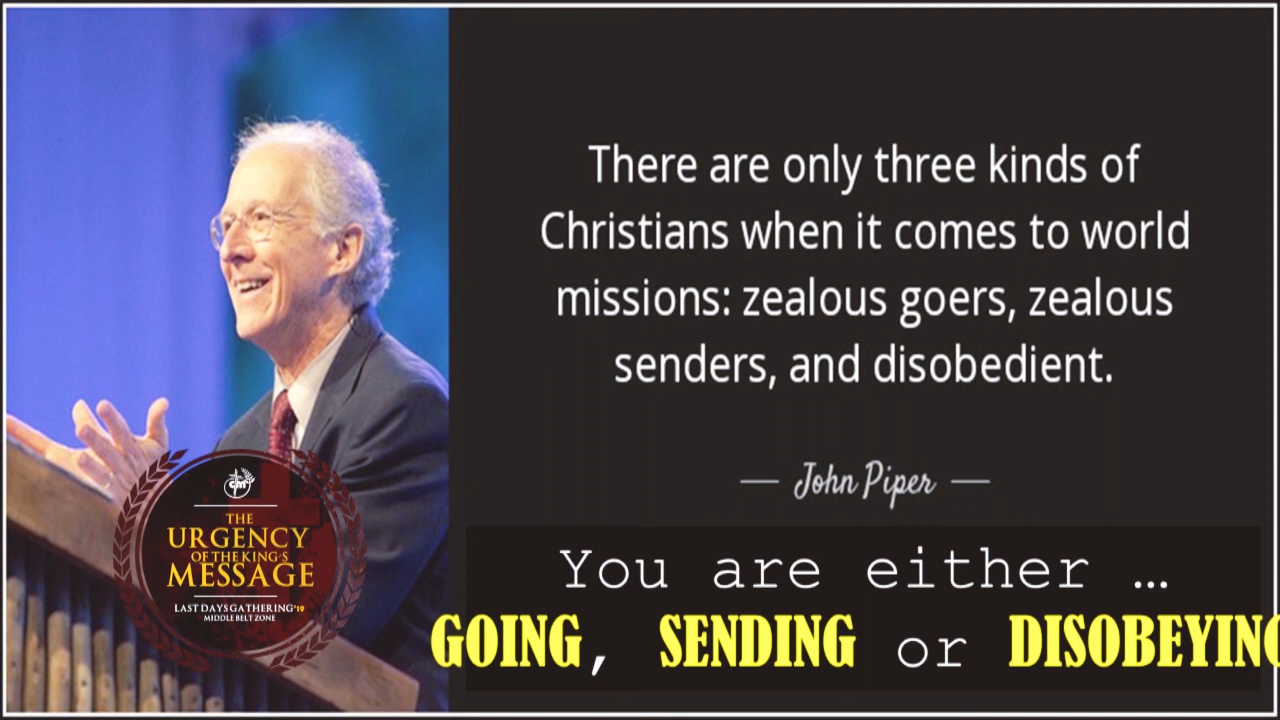 There are only three kinds of
Christians when it comes to world
missions: zealous goers, zealous
senders, and disobedient.
— John Piper —
You are either ...
GOING, SENDING or DISOBEYING
cm
THE
URGENCY
OF THE KING'S
MESSAGE
LAST DAYS GATHERING'19
MIDDLE BELT ZONE